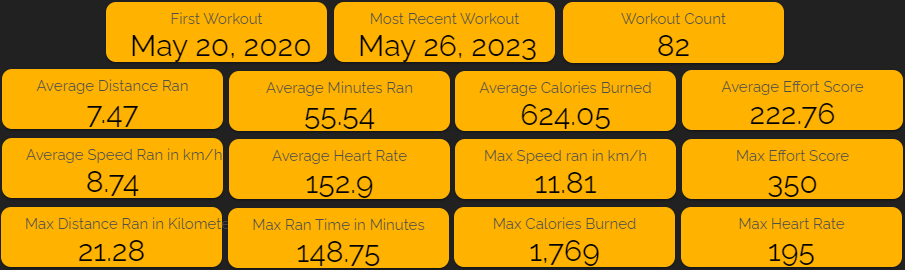 First Workout
May 20, 2020
Most Recent Workout
May 26, 2023
Workout Count
82
Average Distance Ran
7.47
Average Minutes Ran
55.54
Average Calories Burned
624.05
Average Effort Score
222.76
Average Speed Ran in km/h
8.74
Average Heart Rate
152.9
Max Speed ran in km/h
11.81
Max Effort Score
350
Max Distance Ran in Kilomete
21.28
Max Ran Time in Minutes
148.75
Max Calories Burned
1,769
Max Heart Rate
195